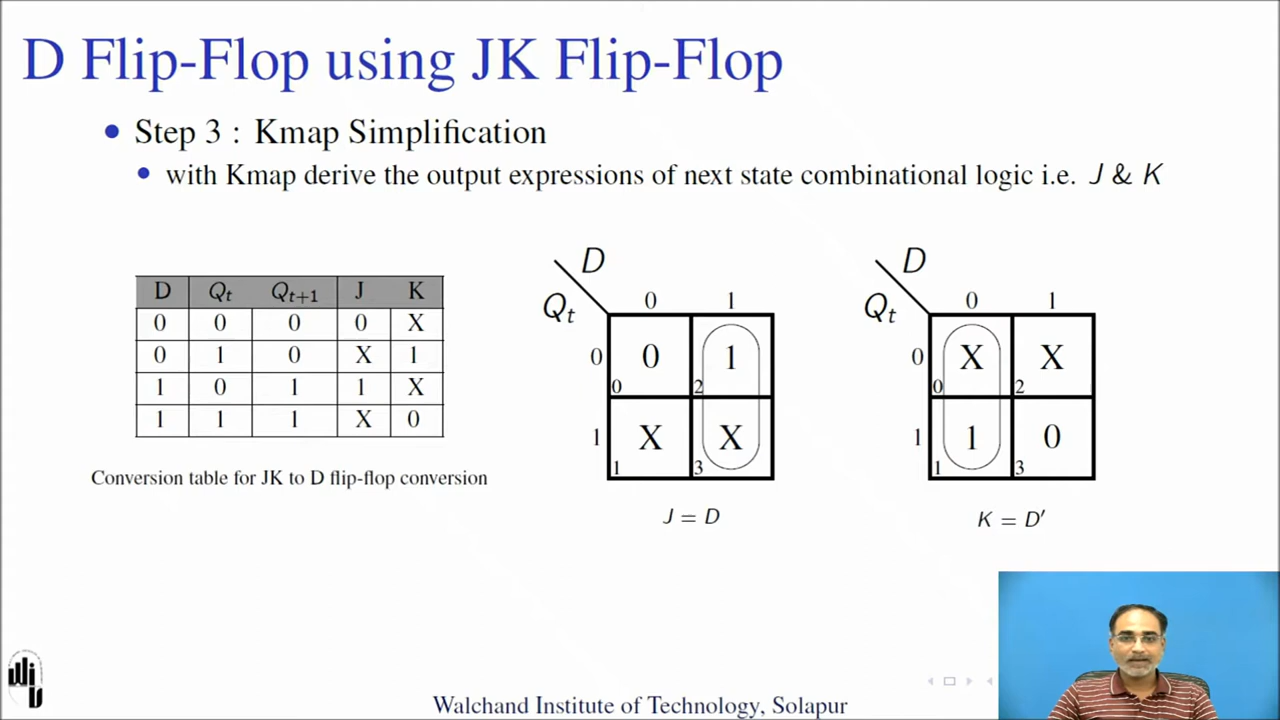 D Flip-Flop using JK Flip-Flop
Step 3 : Kmap Simplification
with Kmap derive the output expressions of next state combinational logic i.e. J & K
D Qt Qt+1 J K
0 0 0 0 X
0 1 0 X 1
1 0 1 1 X
1 1 1 X 0
Conversion table for JK to D flip-flop conversion
D
Qt
0 1
0 0 1
0 2
1 X X
1 3
J = D
D
Qt
0 1
0 X X
0 2
1 1 0
1 3
K = D′
Walchand Institute of Technology, Solapur